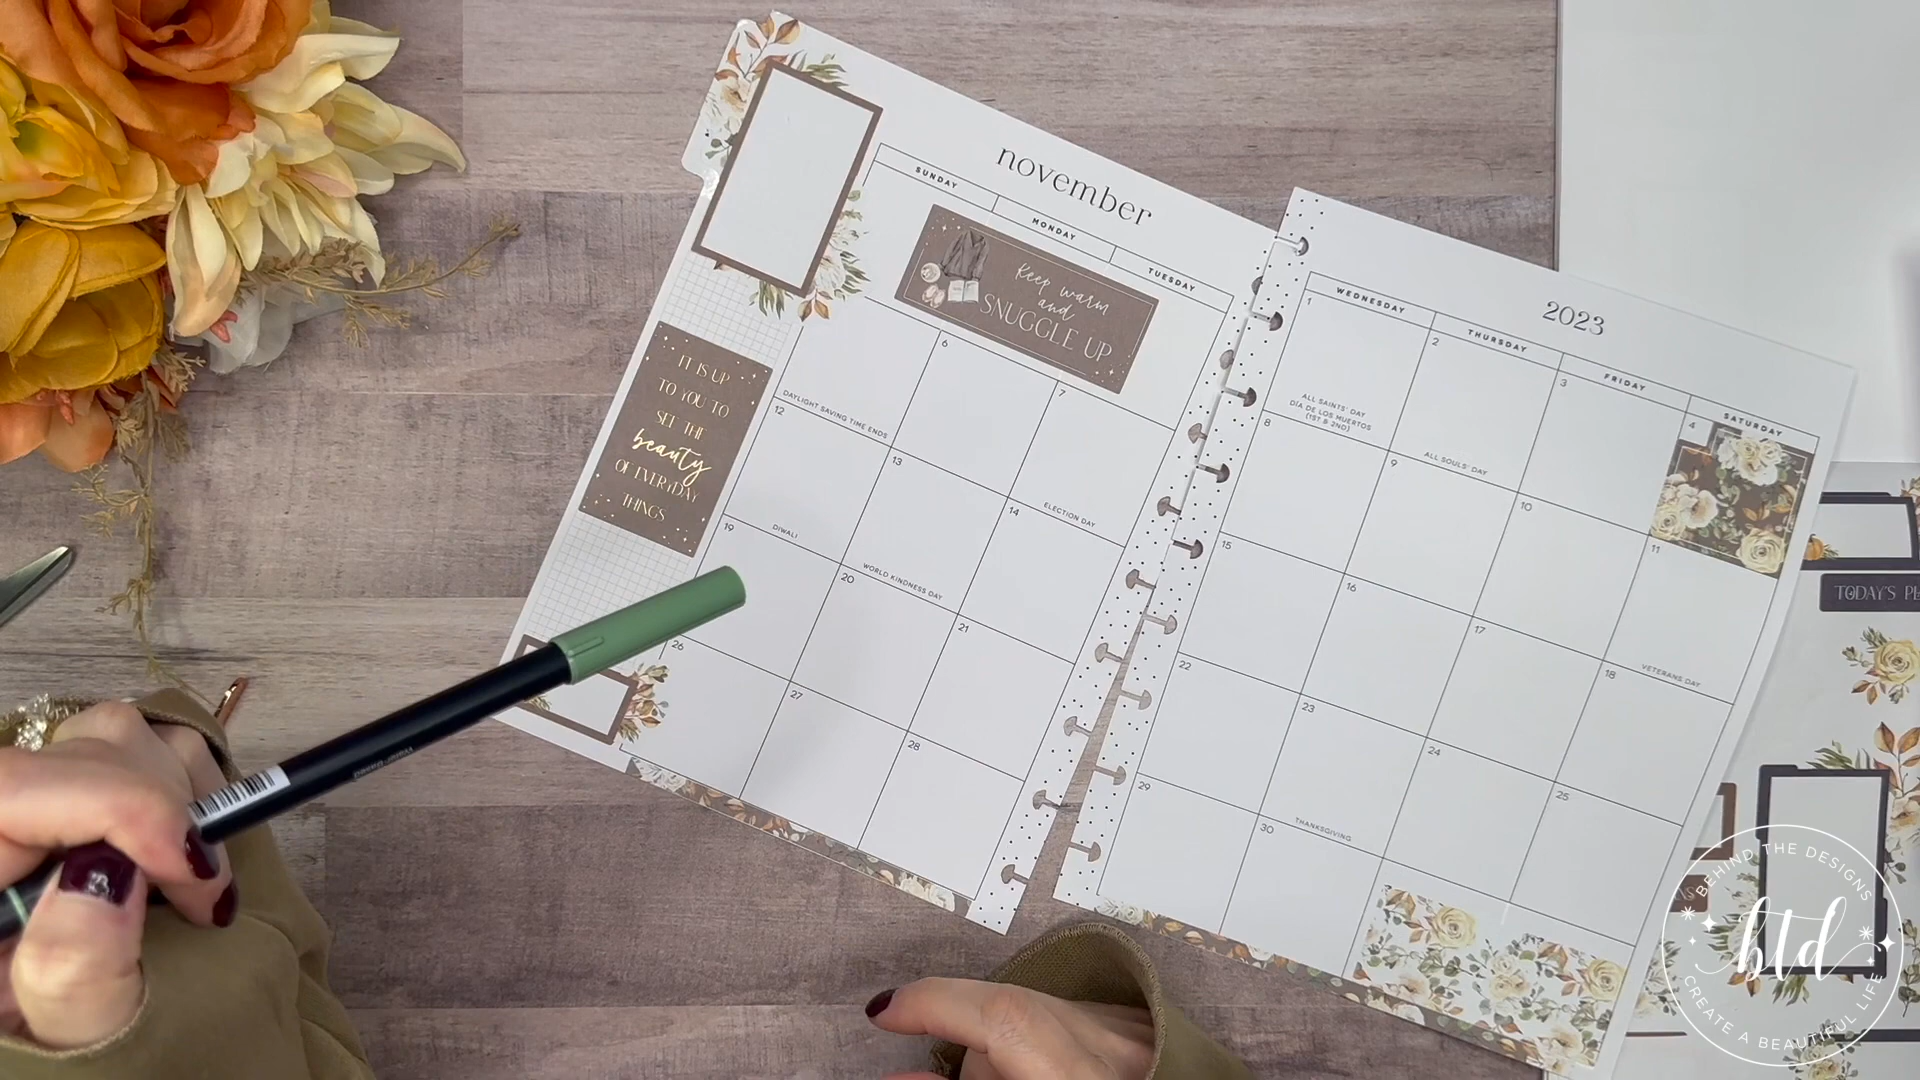 november
SUNDAY
MONDAY
TUESDAY
Keep warm
and
SNUGGLE UP
IT IS UP
TO YOU TO
SEE THE
beauty
OF EVERYDAY
THINGS
6
7
DAYLIGHT SAVING TIME ENDS
12
13
14
ELECTION DAY
DIWALI
19
20
WORLD KINDNESS DAY
21
26
27
28
2023
WEDNESDAY
THURSDAY
FRIDAY
SATURDAY
1
2
3
4
ALL SAINTS' DAY
DIA DE LOS MUERTOS
(1ST & 2ND)
8
9
ALL SOULS' DAY
10
11
15
16
17
VETERANS DAY
18
22
23
24
25
29
30
THANKSGIVING
TODAY'S PL
Water-Based
BEHIND THE DESIGNS
btd
CREATE A BEAUTIFUL LIFE